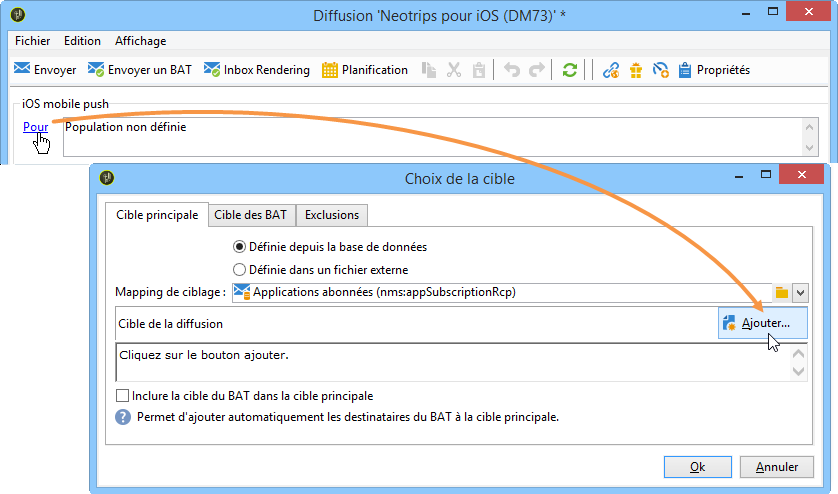 Diffusion 'Neotrips pour iOS (DM73)' *
Fichier Edition Affichage
Envoyer Envoyer un BAT Inbox Rendering Planification Propriétés
iOS mobile push
Pour Population non définie
Choix de la cible
Cible principale Cible des BAT Exclusions
Définie depuis la base de données
Définie dans un fichier externe
Mapping de ciblage : Applications abonnées (nms:appSubscriptionRcp)
Cible de la diffusion Ajouter...
Cliquez sur le bouton ajouter.
Inclure la cible du BAT dans la cible principale
Permet d'ajouter automatiquement les destinataires du BAT à la cible principale.
Ok Annuler